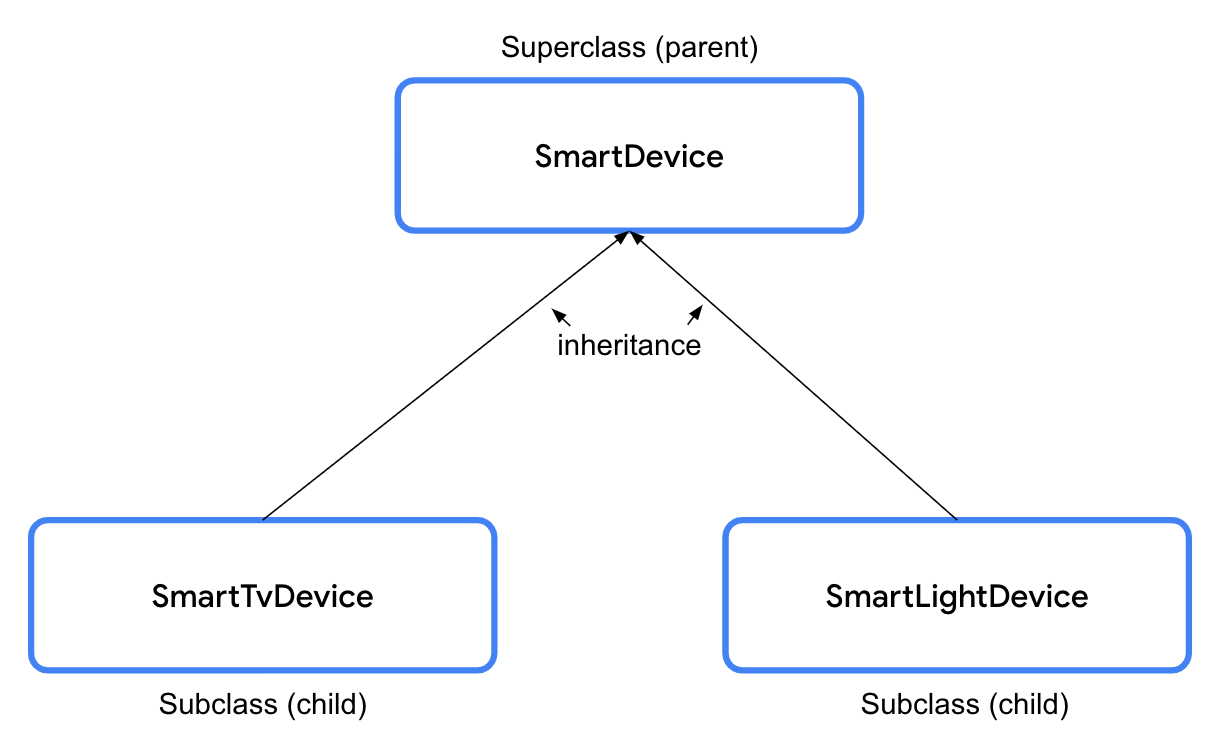 Superclass (parent)
SmartDevice
inheritance
SmartTvDevice
SmartLightDevice
Subclass (child)
Subclass (child)